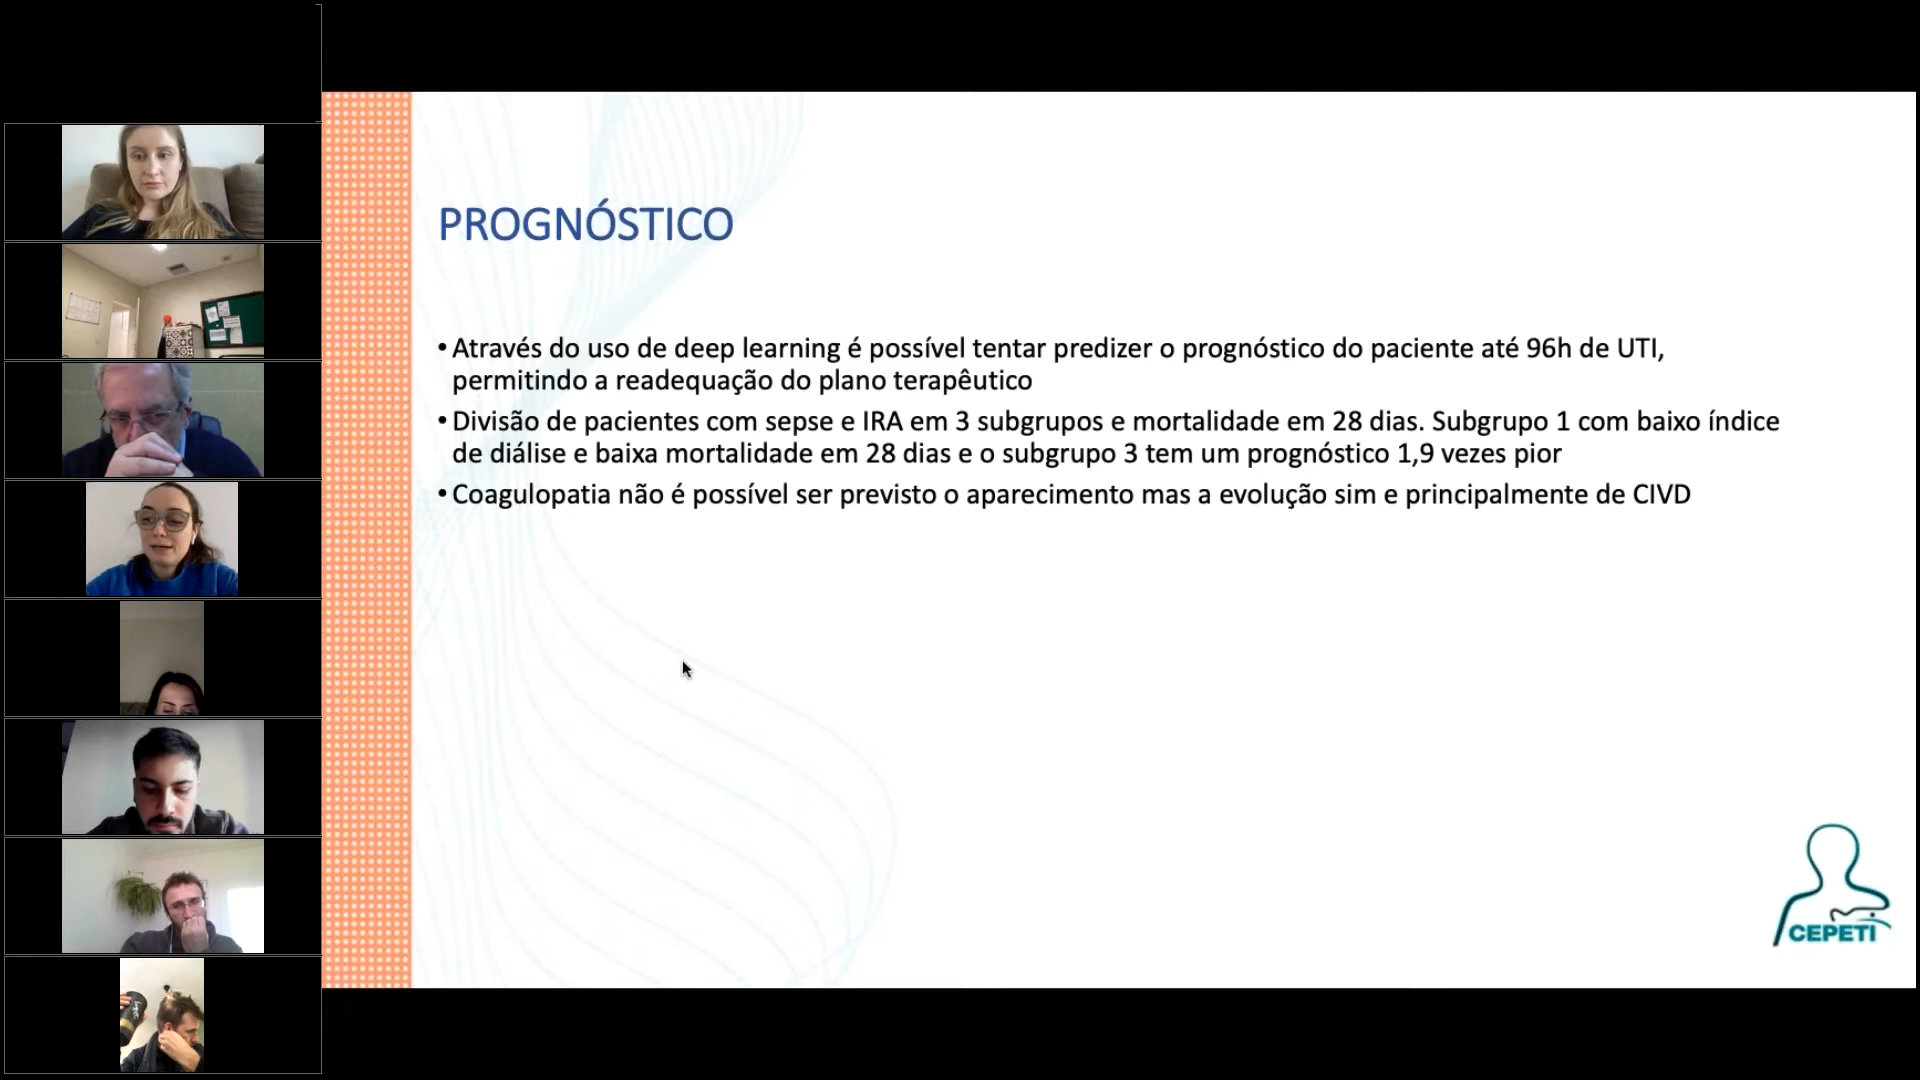 PROGNÓSTICO
•Através do uso de deep learning é possível tentar predizer o prognóstico do paciente até 96h de UTI,
permitindo a readequação do plano terapêutico
•Divisão de pacientes com sepse e IRA em 3 subgrupos e mortalidade em 28 dias. Subgrupo 1 com baixo índice
de diálise e baixa mortalidade em 28 dias e o subgrupo 3 tem um prognóstico 1,9 vezes pior
•Coagulopatia não é possível ser previsto o aparecimento mas a evolução sim e principalmente de CIVD
CEPETI